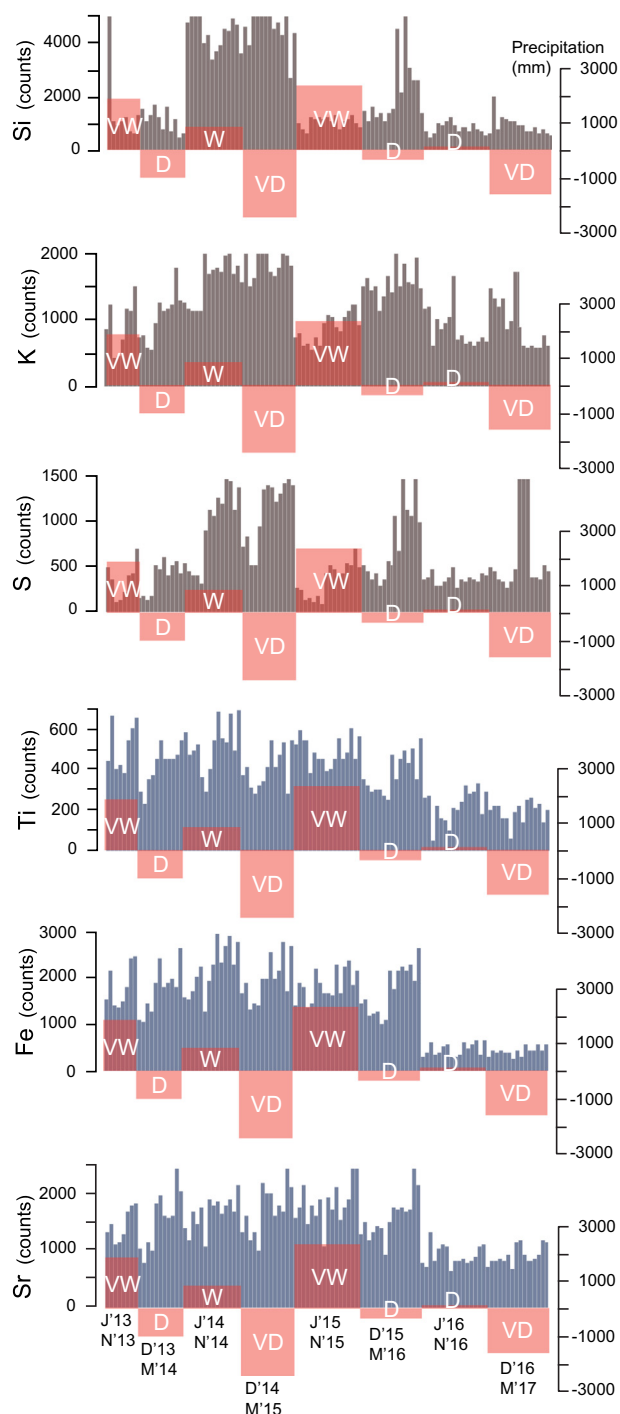 Si (counts)
4000
2000
0
Precipitation
(mm)
3000
1000
-1000
-3000
VW
D
W
VD
VW
D
D
VD
K (counts)
2000
1000
0
3000
1000
-1000
-3000
VW
D
W
VD
VW
D
D
VD
S (counts)
1500
1000
500
0
3000
1000
-1000
-3000
VW
D
W
VD
VW
D
D
VD
Ti (counts)
600
400
200
0
3000
1000
-1000
-3000
VW
D
W
VD
VW
D
D
VD
Fe (counts)
3000
2000
1000
0
3000
1000
-1000
-3000
VW
D
W
VD
VW
D
D
VD
Sr (counts)
2000
1000
0
3000
1000
-1000
-3000
VW
D
W
VD
VW
D
D
VD
J'13
N'13
D'13
M'14
J'14
N'14
D'14
M'15
J'15
N'15
D'15
M'16
J'16
N'16
D'16
M'17